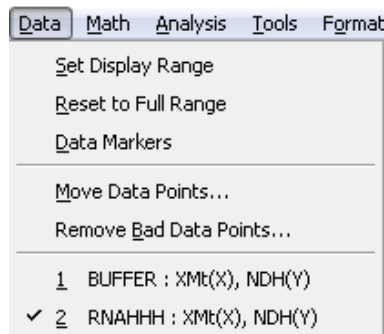 Data Math Analysis Tools Format
Set Display Range
Reset to Full Range
Data Markers
Move Data Points...
Remove Bad Data Points...
1 BUFFER : XMt(X), NDH(Y)
✓ 2 RNAHHH : XMt(X), NDH(Y)